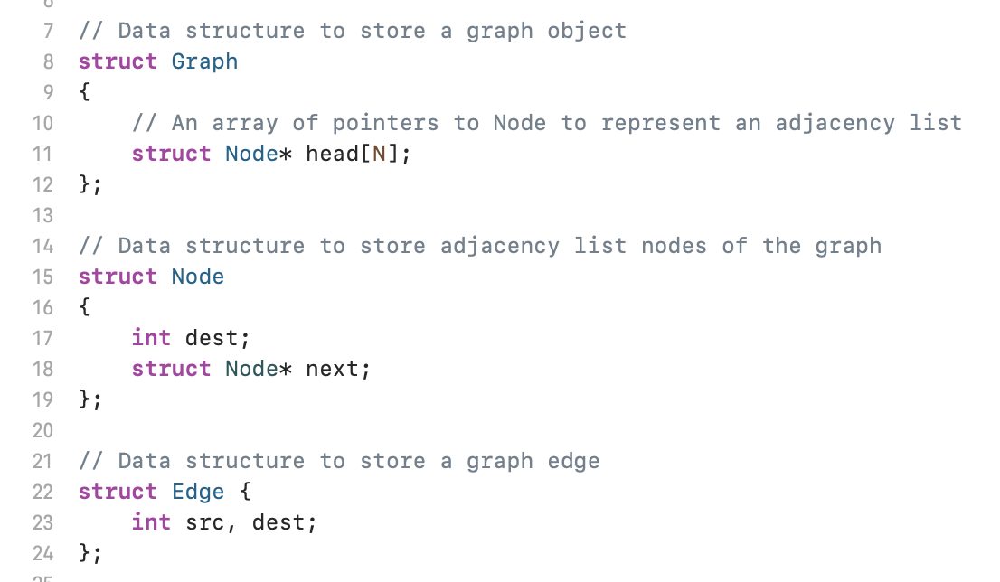 7 // Data structure to store a graph object
8 struct Graph
9 {
10     // An array of pointers to Node to represent an adjacency list
11     struct Node* head[N];
12 };
13
14 // Data structure to store adjacency list nodes of the graph
15 struct Node
16 {
17     int dest;
18     struct Node* next;
19 };
20
21 // Data structure to store a graph edge
22 struct Edge {
23     int src, dest;
24 };